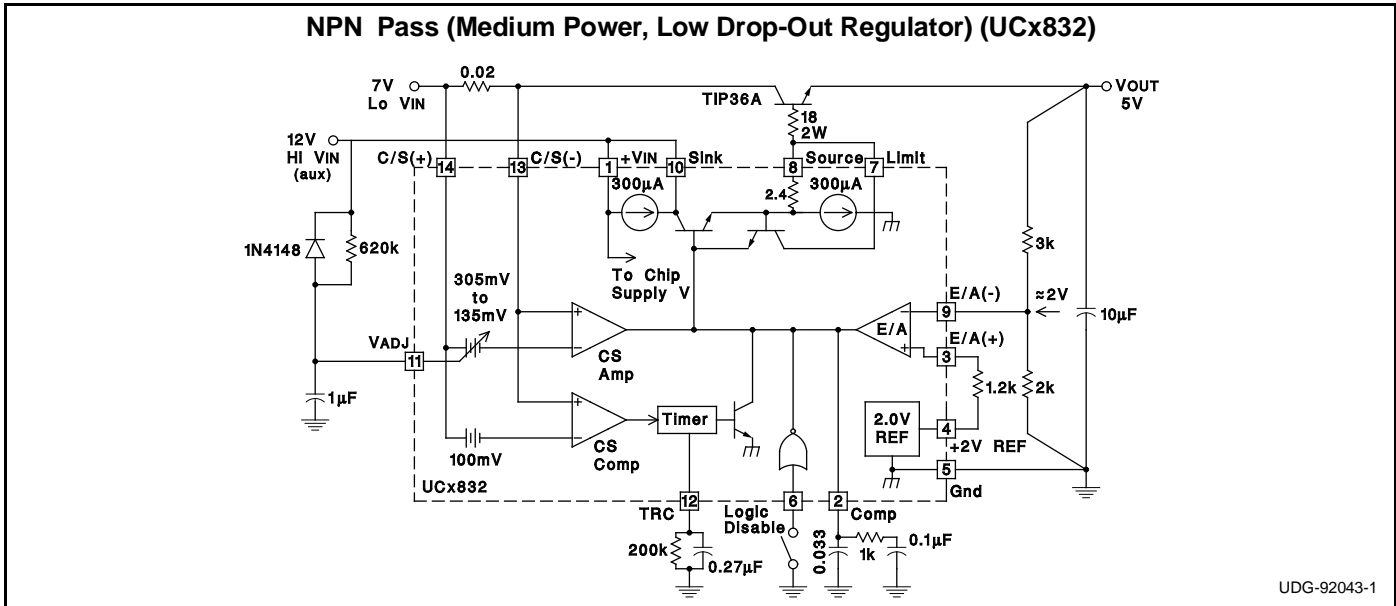 NPN Pass (Medium Power, Low Drop-Out Regulator) (UCx832)
7V
Lo VIN
0.02
TIP36A
18
2W
VOUT
5V
12V
HI VIN
(aux)
C/S(+)
14
13
C/S(-)
1
+VIN
10
Sink
8
Source
7
Limit
300µA
2.4
300µA
1N4148
620k
To Chip
Supply V
3k
305mV
to
135mV
E/A(-)
9
≈2V
10µF
E/A
E/A(+)
3
VADJ
11
CS
Amp
1.2k
2k
1µF
Timer
2.0V
REF
4
+2V REF
100mV
CS
Comp
5
Gnd
UCx832
TRC
12
Logic
Disable
6
2
Comp
200k
0.27µF
0.033
1k
0.1µF
UDG-92043-1